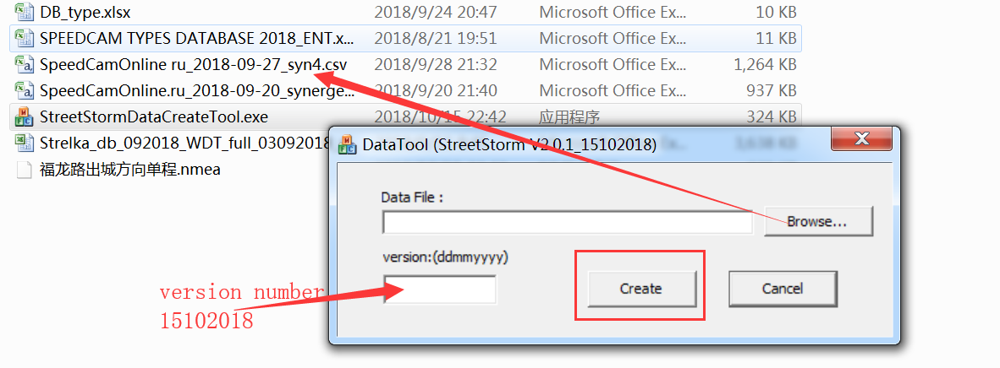 DB_type.xlsx 2018/9/24 20:47 Microsoft Office Ex... 10 KB
SPEEDCAM TYPES DATABASE 2018_ENT.x... 2018/8/21 19:51 Microsoft Office Ex... 11 KB
SpeedCamOnline ru_2018-09-27_syn4.csv 2018/9/28 21:32 Microsoft Office Ex... 1,264 KB
SpeedCamOnline.ru_2018-09-20_synerge... 2018/9/20 21:40 Microsoft Office Ex... 937 KB
StreetStormDataCreateTool.exe 2018/10/15 22:42 应用程序 324 KB
Strelka_db_092018_WDT_full_03092018
福龙路出城方向单程.nmea
DataTool (StreetStorm V2.0.1_15102018)
Data File :
Browse...
version:(ddmmyyyy)
Create
Cancel
version number
15102018